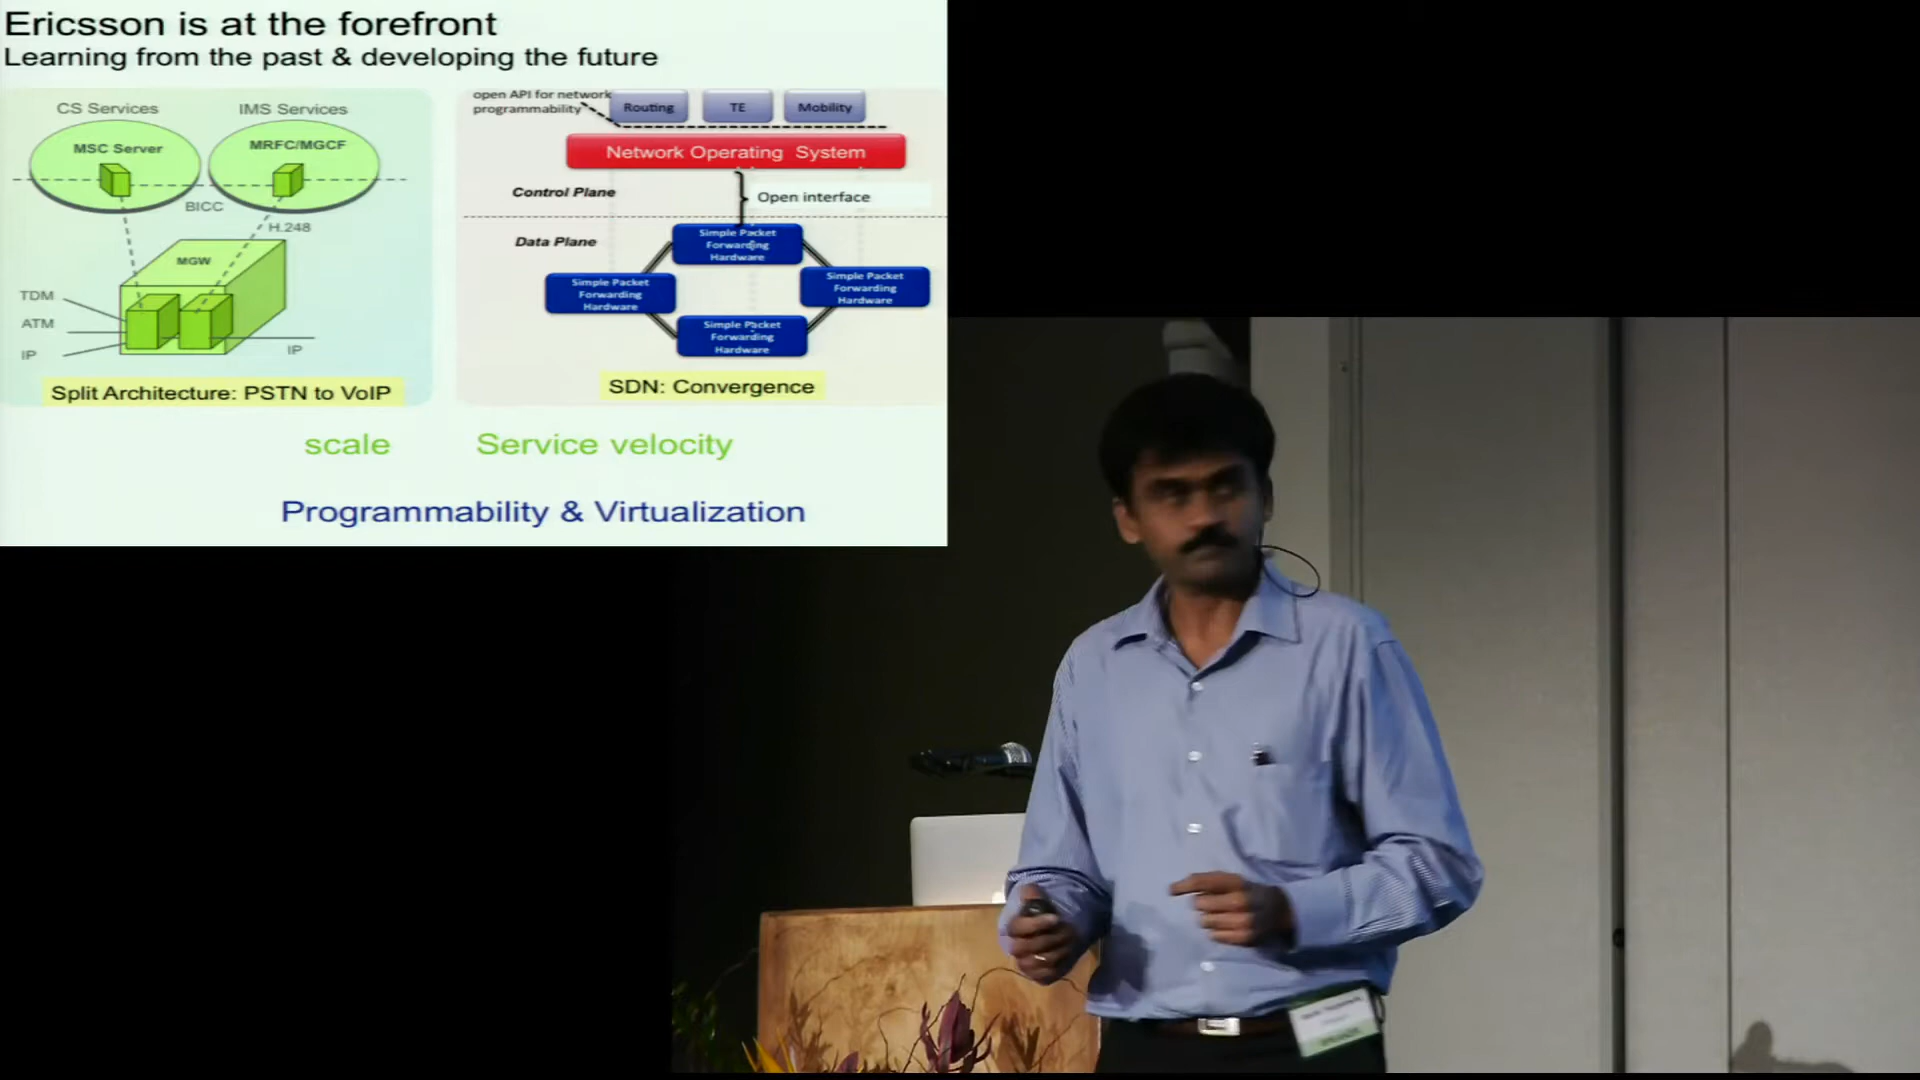 Ericsson is at the forefront
Learning from the past & developing the future
CS Services
IMS Services
MSC Server
MRFC/MGCF
BICC
H.248
MGW
TDM
ATM
IP
IP
Split Architecture: PSTN to VoIP
open API for network
programmability
Routing
TE
Mobility
Network Operating System
Control Plane
Open interface
Data Plane
Simple Packet
Forwarding
Hardware
Simple Packet
Forwarding
Hardware
Simple Packet
Forwarding
Hardware
Simple Packet
Forwarding
Hardware
SDN: Convergence
scale
Service velocity
Programmability & Virtualization